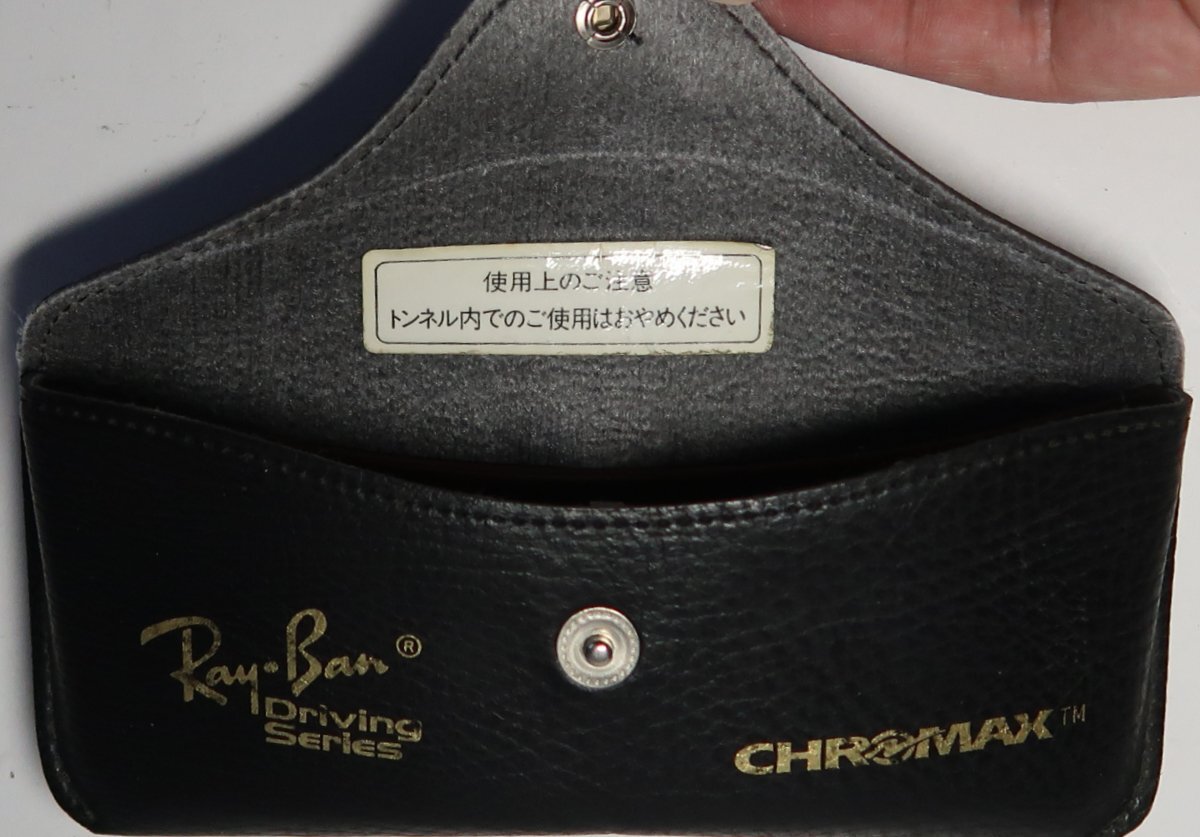 使用上のご注意
トンネル内でのご使用はおやめください
Ray-Ban®
Driving
Series
CHROMAX™